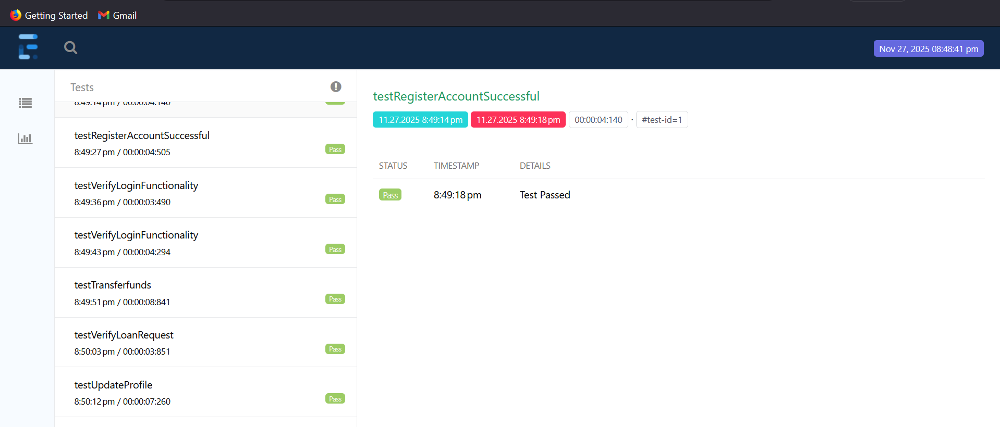 Getting Started Gmail
Nov 27, 2025 08:48:41 pm
Tests
8:49:14 pm / 00:00:04:140
testRegisterAccountSuccessful
8:49:27 pm / 00:00:04:505
Pass
testVerifyLoginFunctionality
8:49:36 pm / 00:00:03:490
Pass
testVerifyLoginFunctionality
8:49:43 pm / 00:00:04:294
Pass
testTransferfunds
8:49:51 pm / 00:00:08:841
Pass
testVerifyLoanRequest
8:50:03 pm / 00:00:03:851
Pass
testUpdateProfile
8:50:12 pm / 00:00:07:260
Pass
testRegisterAccountSuccessful
11.27.2025 8:49:14 pm 11.27.2025 8:49:18 pm 00:00:04:140 · #test-id=1
STATUS TIMESTAMP DETAILS
Pass 8:49:18 pm Test Passed